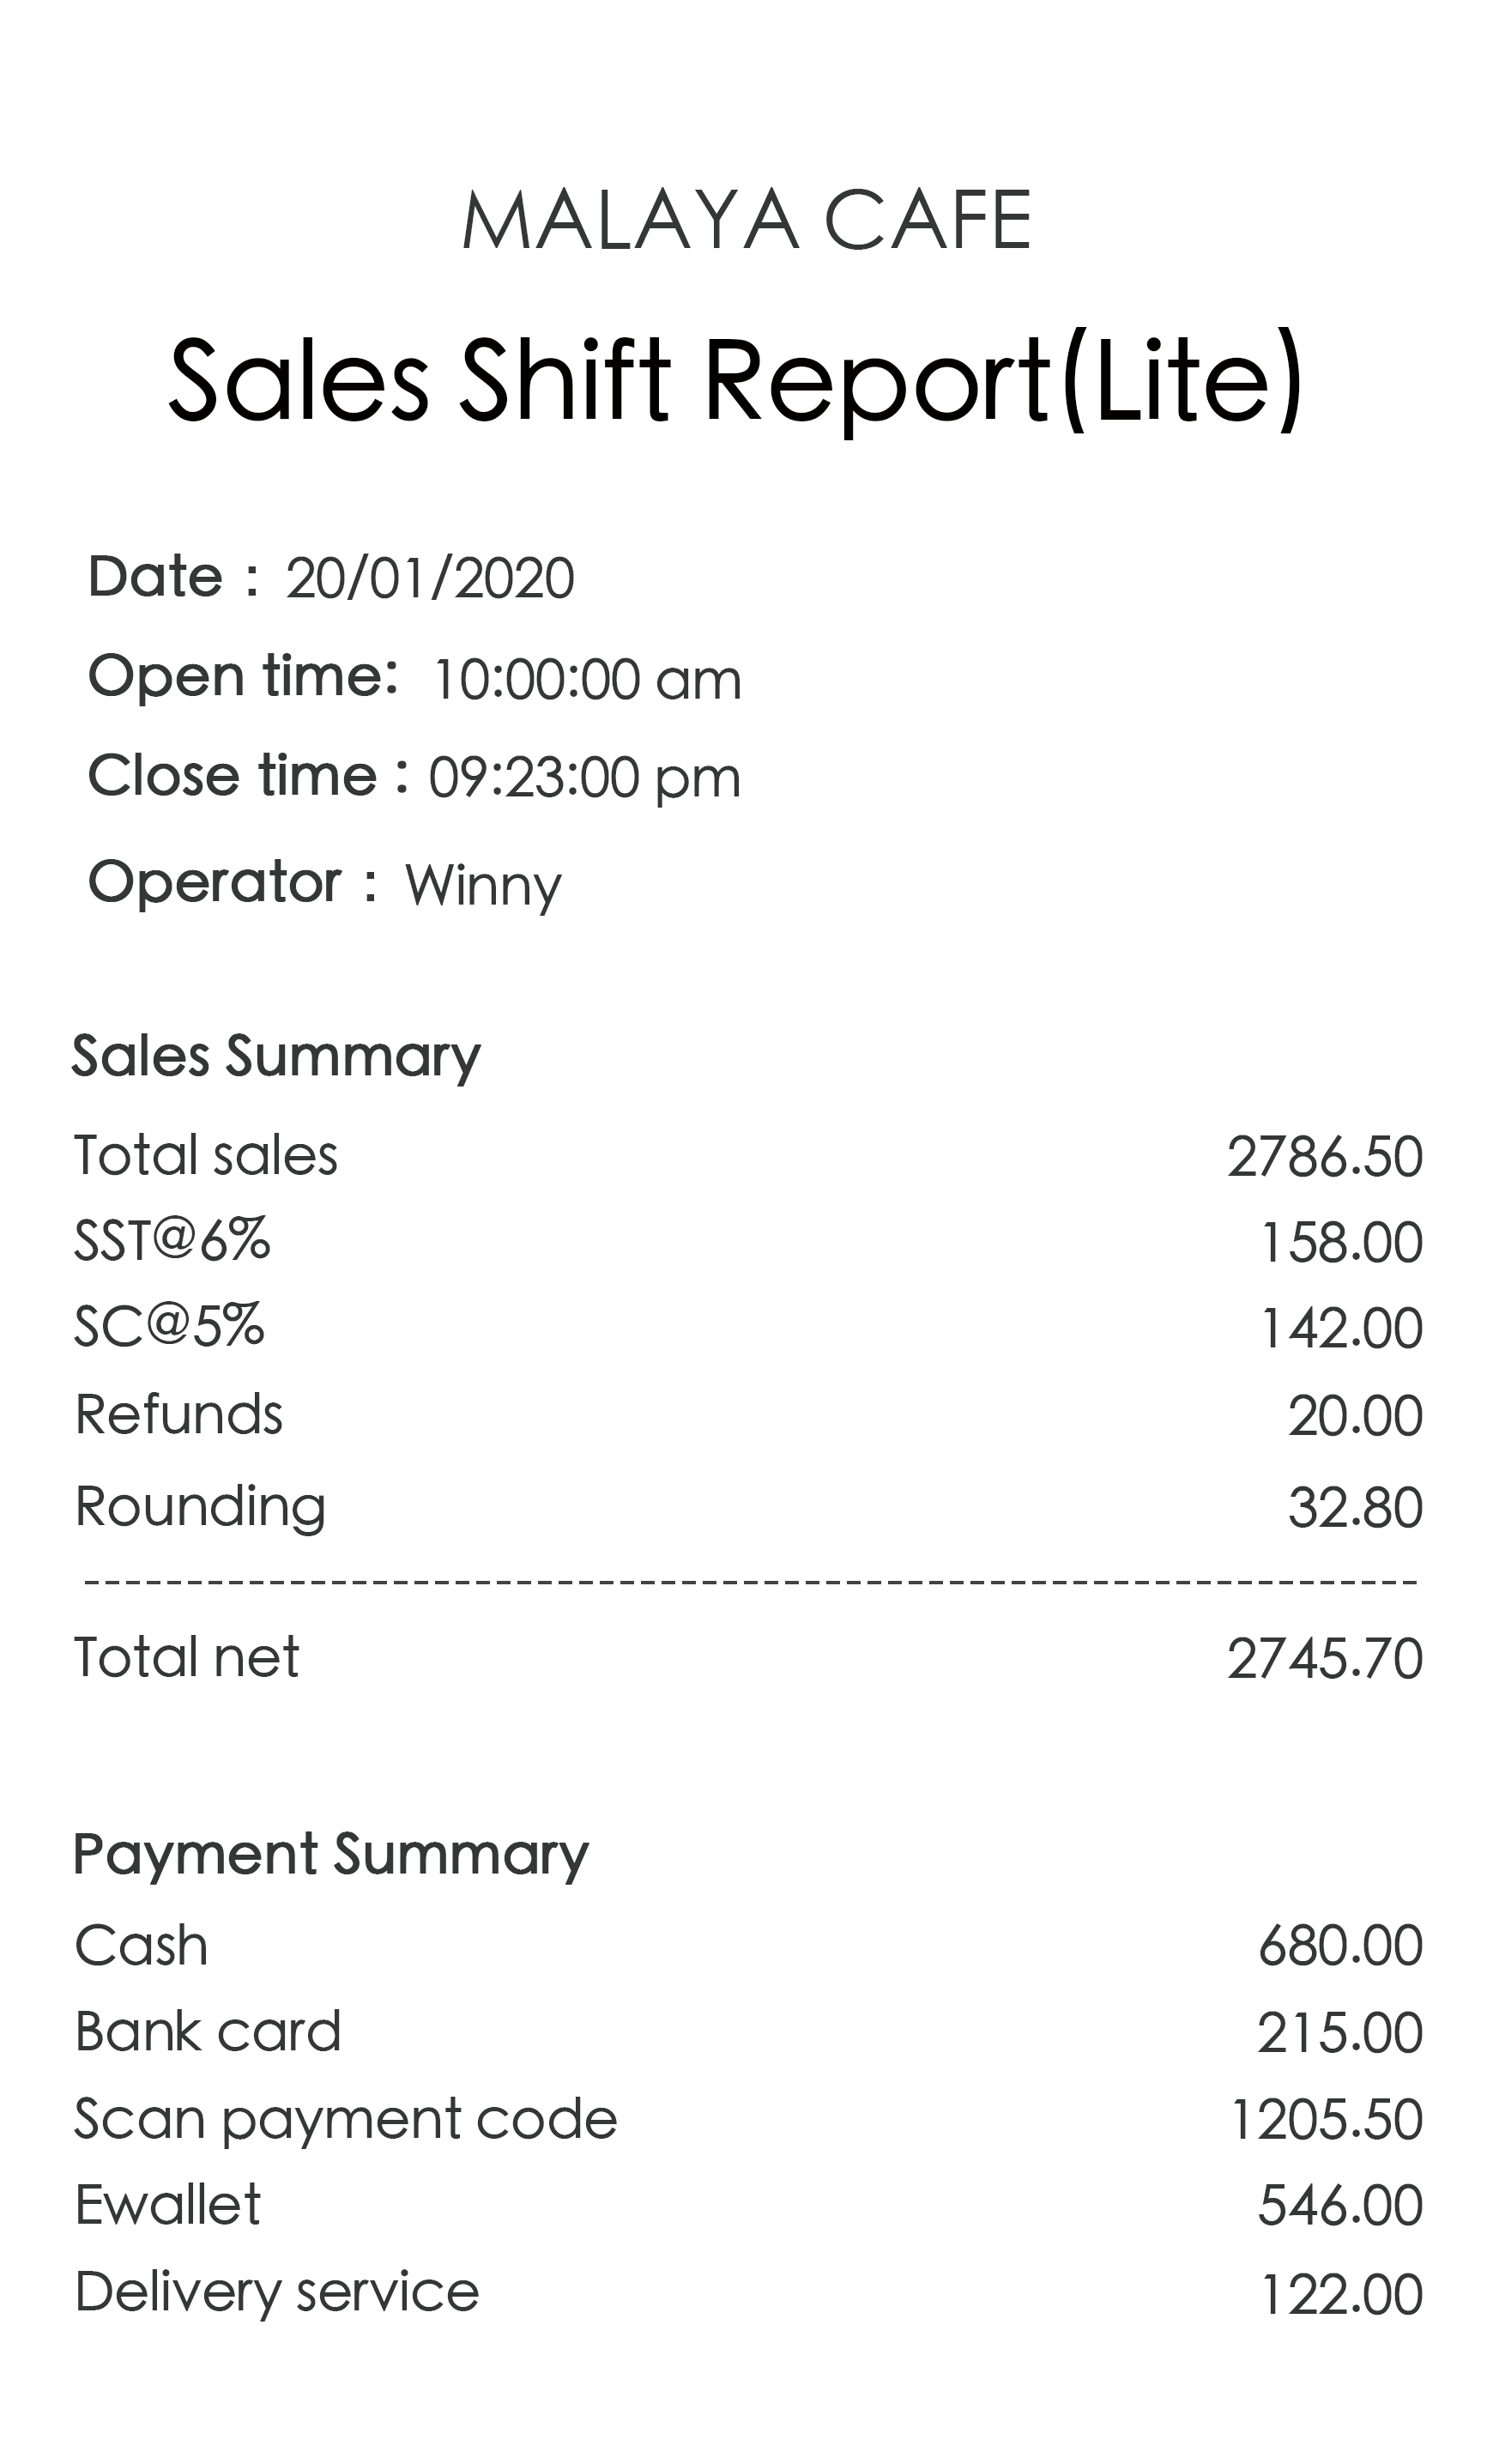 MALAYA CAFE
Sales Shift Report(Lite)
Date : 20/01/2020
Open time: 10:00:00 am
Close time : 09:23:00 pm
Operator : Winny
Sales Summary
Total sales 2786.50
SST@6% 158.00
SC@5% 142.00
Refunds 20.00
Rounding 32.80
Total net 2745.70
Payment Summary
Cash 680.00
Bank card 215.00
Scan payment code 1205.50
Ewallet 546.00
Delivery service 122.00